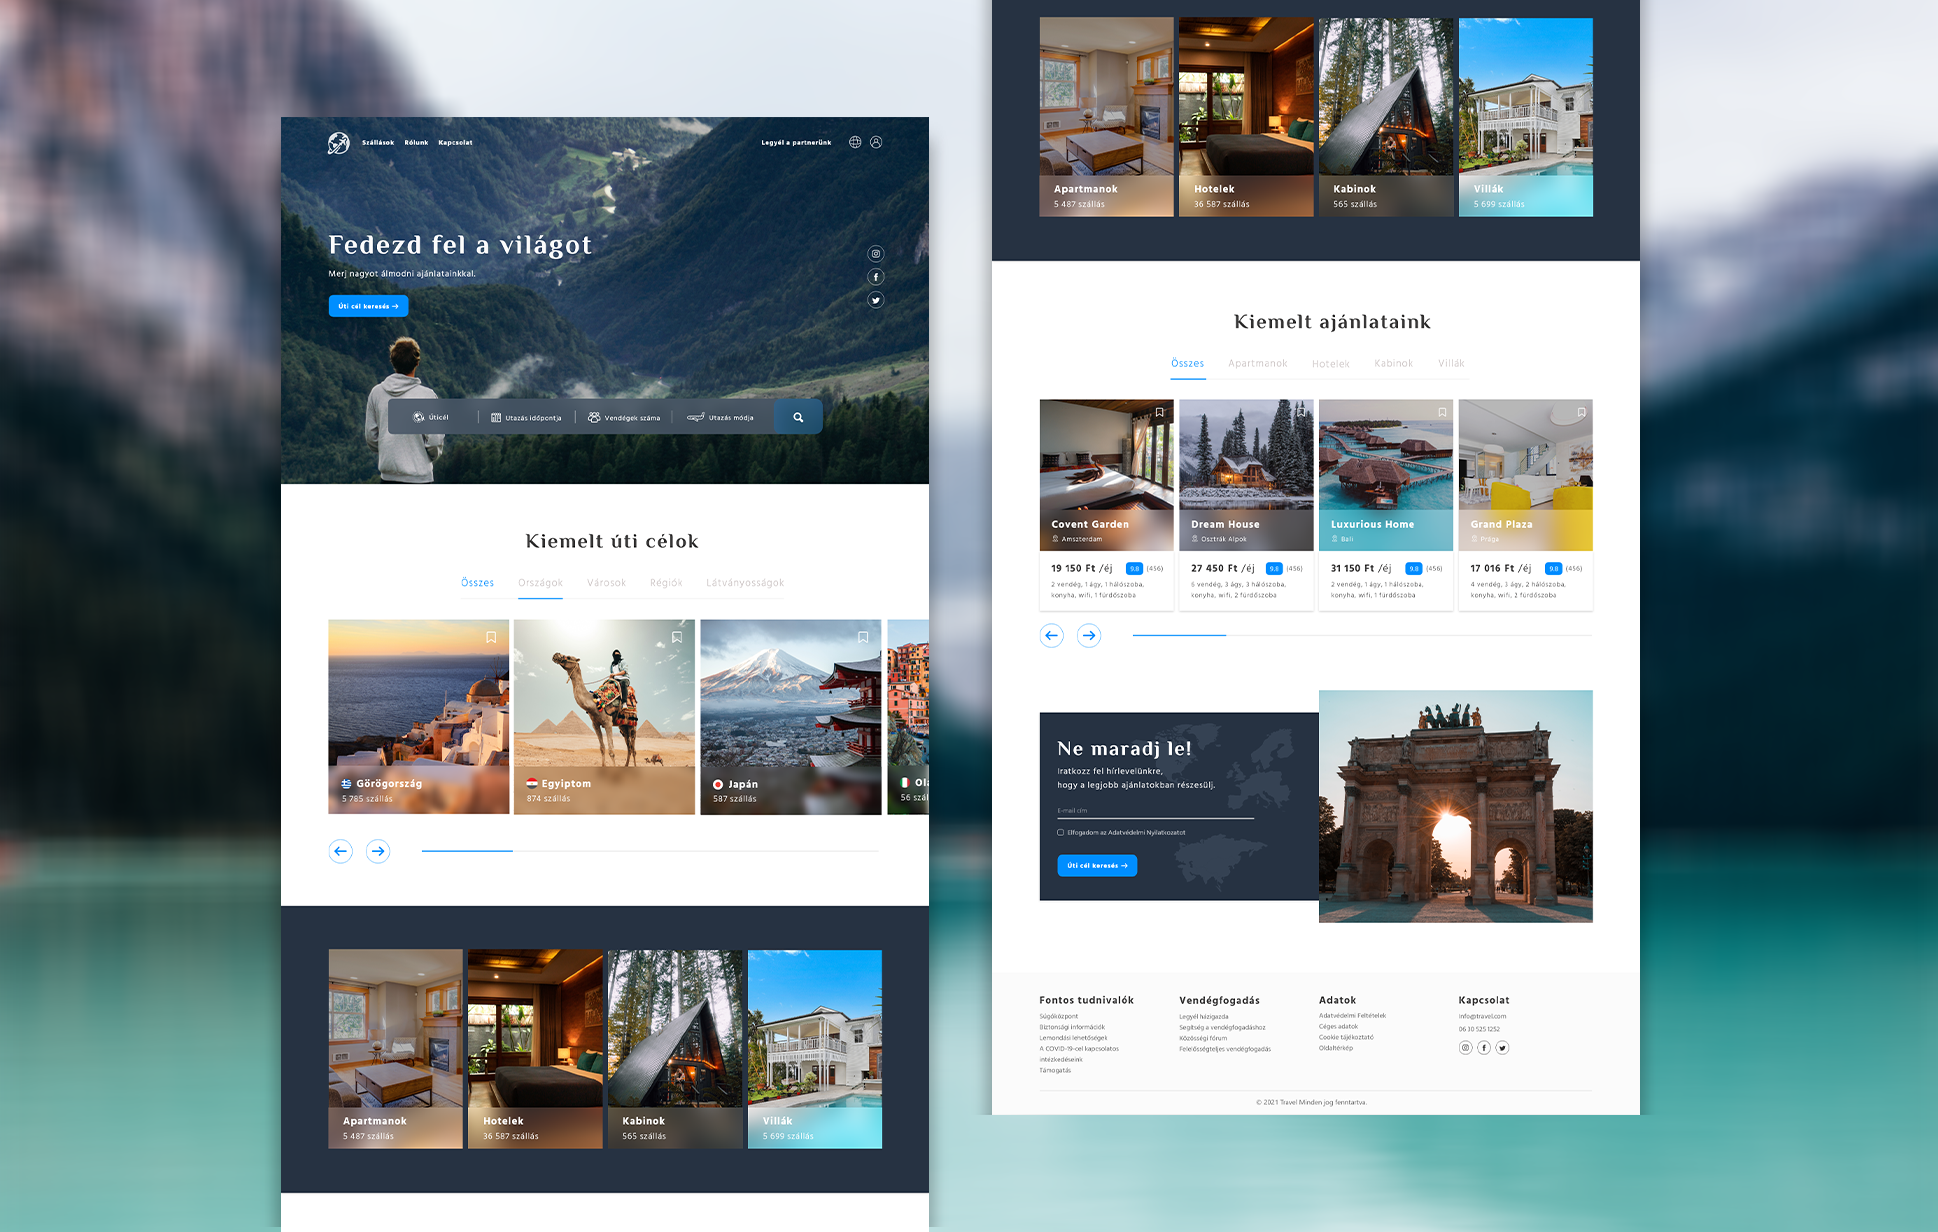 Szállások Rólunk Kapcsolat
Legyél a partnerünk
Fedezd fel a világot
Merj nagyot álmodni ajánlatainkkal.
Úti cél keresés →
Úticél
Utazás időpontja
Vendégek száma
Utazás módja
Kiemelt úti célok
Összes Országok Városok Régiók Látványosságok
Görögország
5 785 szállás
Egyiptom
874 szállás
Japán
587 szállás
56 szál
Apartmanok
5 487 szállás
Hotelek
36 587 szállás
Kabinok
565 szállás
Villák
5 699 szállás
Apartmanok
5 487 szállás
Hotelek
36 587 szállás
Kabinok
565 szállás
Villák
5 699 szállás
Kiemelt ajánlataink
Összes Apartmanok Hotelek Kabinok Villák
Covent Garden
Amszterdam
19 150 Ft /éj 9.8 (456)
2 vendég, 1 ágy, 1 hálószoba,
konyha, wifi, 1 fürdőszoba
Dream House
Osztrák Alpok
27 450 Ft /éj 9.8 (456)
6 vendég, 3 ágy, 3 hálószoba,
konyha, wifi, 2 fürdőszoba
Luxurious Home
Bali
31 150 Ft /éj 9.8 (456)
2 vendég, 1 ágy, 1 hálószoba,
konyha, wifi, 1 fürdőszoba
Grand Plaza
Prága
17 016 Ft /éj 9.8 (456)
4 vendég, 3 ágy, 2 hálószoba,
konyha, wifi, 2 fürdőszoba
Ne maradj le!
Iratkozz fel hírlevelünkre,
hogy a legjobb ajánlatokban részesülj.
E-mail cím
Elfogadom az Adatvédelmi Nyilatkozatot
Úti cél keresés →
Fontos tudnivalók
Súgóközpont
Biztonsági információk
Lemondási lehetőségek
A COVID-19-cel kapcsolatos
intézkedéseink
Támogatás
Vendégfogadás
Legyél házigazda
Segítség a vendégfogadáshoz
Közösségi fórum
Felelősségteljes vendégfogadás
Adatok
Adatvédelmi Feltételek
Céges adatok
Cookie tájékoztató
Oldaltérkép
Kapcsolat
info@travel.com
06 30 525 1252
© 2021 Travel Minden jog fenntartva.